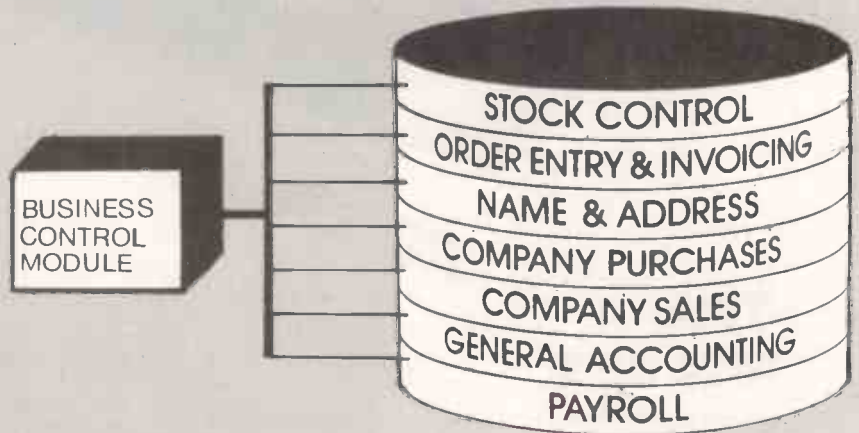 STOCK CONTROL
ORDER ENTRY & INVOICING
NAME & ADDRESS
COMPANY PURCHASES
COMPANY SALES
GENERAL ACCOUNTING
PAYROLL
BUSINESS
CONTROL
MODULE